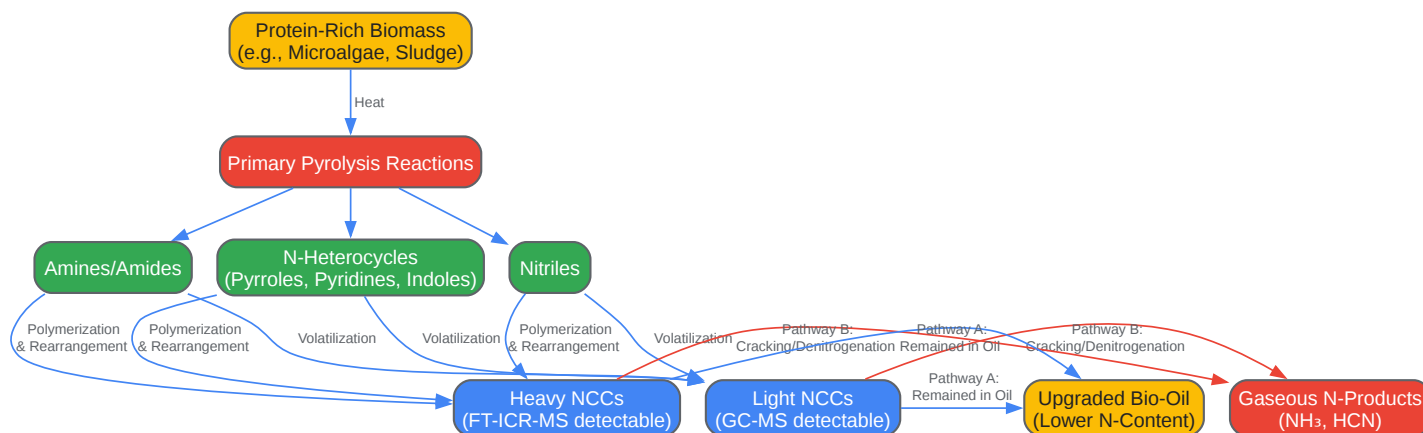 Protein-Rich Biomass
(e.g., Microalgae, Sludge)
Heat
Primary Pyrolysis Reactions
Amines/Amides
N-Heterocycles
(Pyrroles, Pyridines, Indoles)
Nitriles
Polymerization
& Rearrangement
Polymerization
& Rearrangement
Volatilization
Volatilization
Polymerization
& Rearrangement
Volatilization
Pathway B:
Cracking/Denitrogenation
Pathway A:
Remained in Oil
Pathway B:
Cracking/Denitrogenation
Pathway A:
Remained in Oil
Heavy NCCs
(FT-ICR-MS detectable)
Light NCCs
(GC-MS detectable)
Upgraded Bio-Oil
(Lower N-Content)
Gaseous N-Products
(NH₃, HCN)